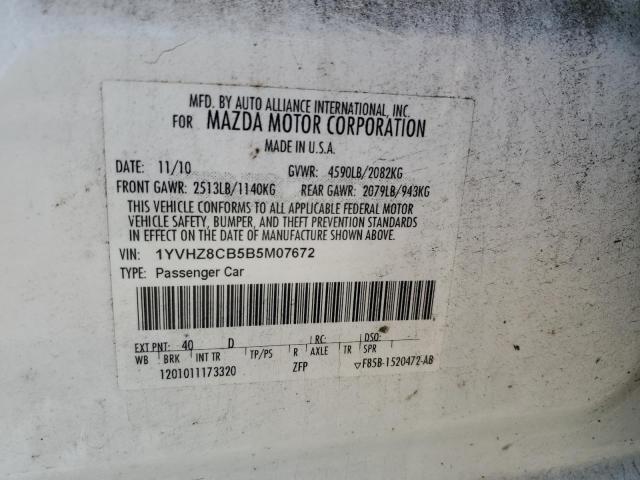 MFD. BY AUTO ALLIANCE INTERNATIONAL, INC.
FOR MAZDA MOTOR CORPORATION
MADE IN U.S.A.
DATE: 11/10 GVWR: 4590LB/2082KG
FRONT GAWR: 2513LB/1140KG REAR GAWR: 2079LB/943KG
THIS VEHICLE CONFORMS TO ALL APPLICABLE FEDERAL MOTOR
VEHICLE SAFETY, BUMPER, AND THEFT PREVENTION STANDARDS
IN EFFECT ON THE DATE OF MANUFACTURE SHOWN ABOVE.
VIN: 1YVHZ8CB5B5M07672
TYPE: Passenger Car
EXT PNT: 40 D RC: DSO:
WB BRK INT TR TP/PS R AXLE TR SPR
1201011173320 ZFP ▽F85B-1520472-AB